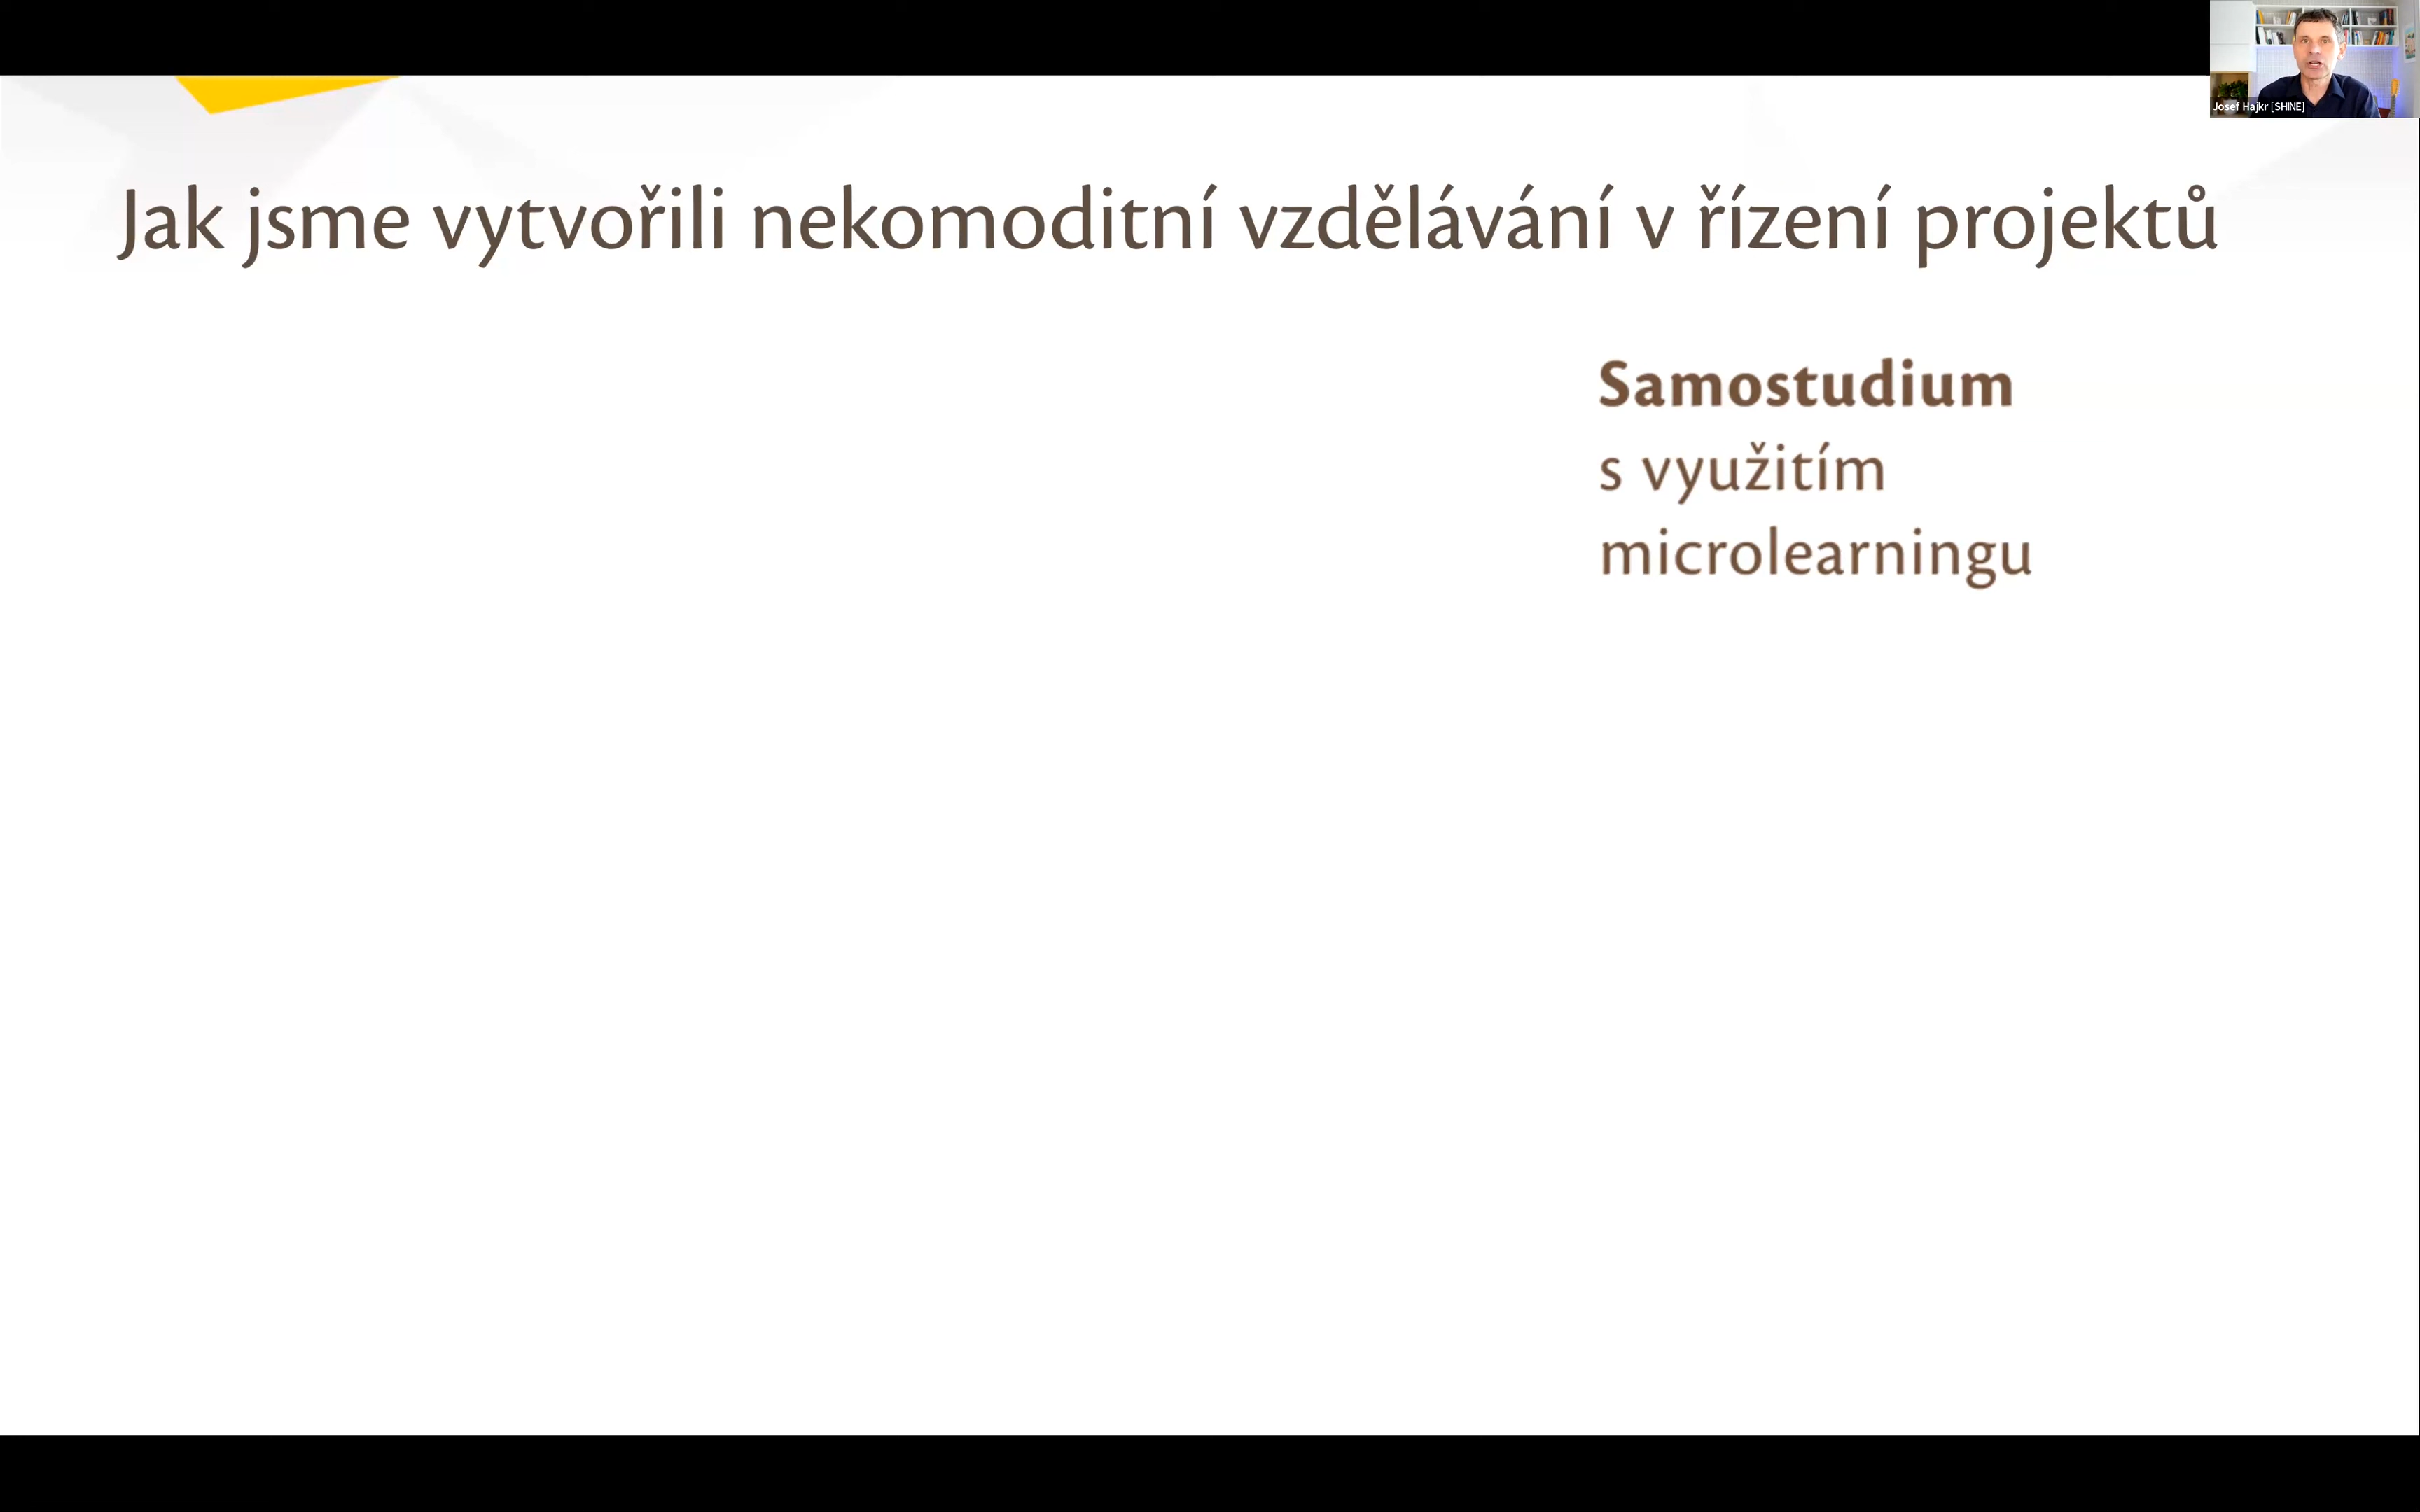 Josef Hajkr [SHINE]
Jak jsme vytvořili nekomoditní vzdělávání v řízení projektů
Samostudium
s využitím
microlearningu